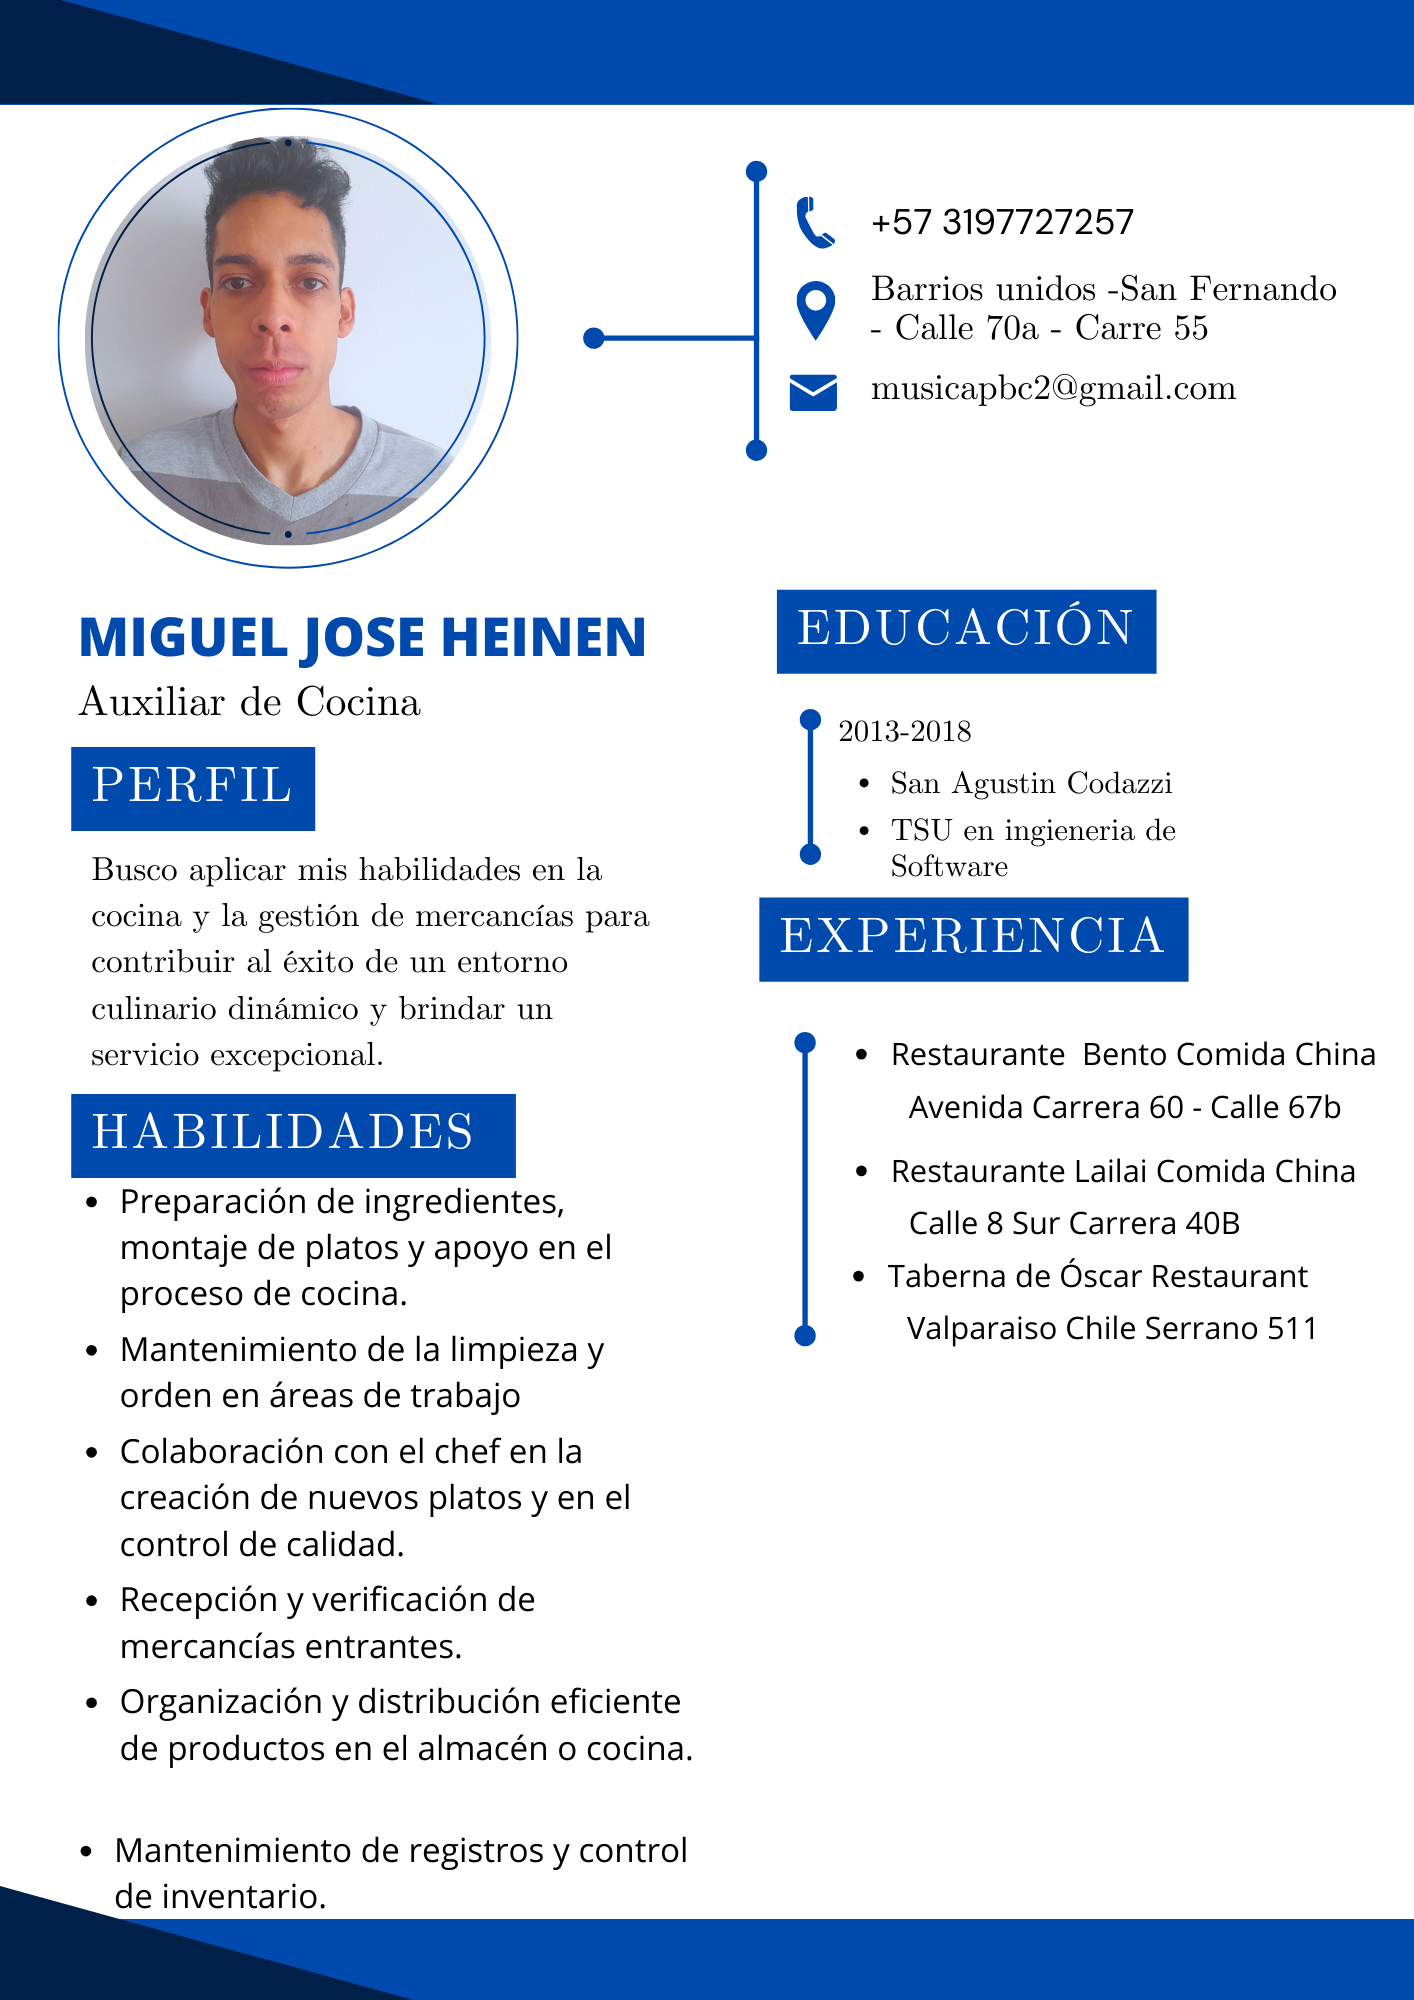 +57 3197727257
Barrios unidos -San Fernando
- Calle 70a - Carre 55
musicapbc2@gmail.com
MIGUEL JOSE HEINEN
Auxiliar de Cocina
PERFIL
Busco aplicar mis habilidades en la
cocina y la gestión de mercancías para
contribuir al éxito de un entorno
culinario dinámico y brindar un
servicio excepcional.
HABILIDADES
• Preparación de ingredientes,
montaje de platos y apoyo en el
proceso de cocina.
• Mantenimiento de la limpieza y
orden en áreas de trabajo
• Colaboración con el chef en la
creación de nuevos platos y en el
control de calidad.
• Recepción y verificación de
mercancías entrantes.
• Organización y distribución eficiente
de productos en el almacén o cocina.
• Mantenimiento de registros y control
de inventario.
EDUCACIÓN
2013-2018
• San Agustin Codazzi
• TSU en ingieneria de
Software
EXPERIENCIA
• Restaurante  Bento Comida China
Avenida Carrera 60 - Calle 67b
• Restaurante Lailai Comida China
Calle 8 Sur Carrera 40B
• Taberna de Óscar Restaurant
Valparaiso Chile Serrano 511